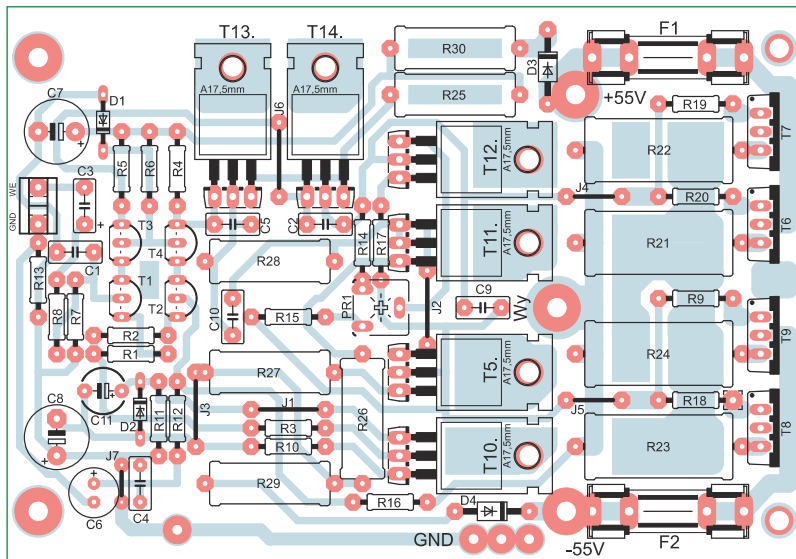 T13.
T14.
F1
R30
D3
C7
D1
A17,5mm
A17,5mm
J6
R25
+55V
R19
T7
T12.
A17,5mm
R22
R5
R6
R4
WE
C3
GND
+
T3
C5
C2
J4
R20
T6
R14
R17
T11.
A17,5mm
R21
T4
C1
R13
R28
T1
PR1
J2
C9
Wy
R9
R8
R7
T2
C10
R15
R2
R1
T5.
A17,5mm
R24
T9
R27
R26
C11
C8
D2
R11
R12
J3
J1
J5
R18
R3
R10
T10.
A17,5mm
R23
T8
J7
C6
C4
R29
R16
D4
GND
-55V
F2